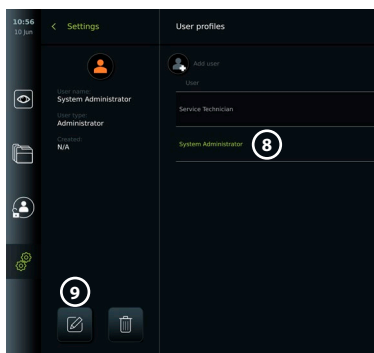 10:56
10 Jun
Settings
User name:
System Administrator
User type:
Administrator
Created:
N/A
9
User profiles
Add user
User
Service Technician
System Administrator
8